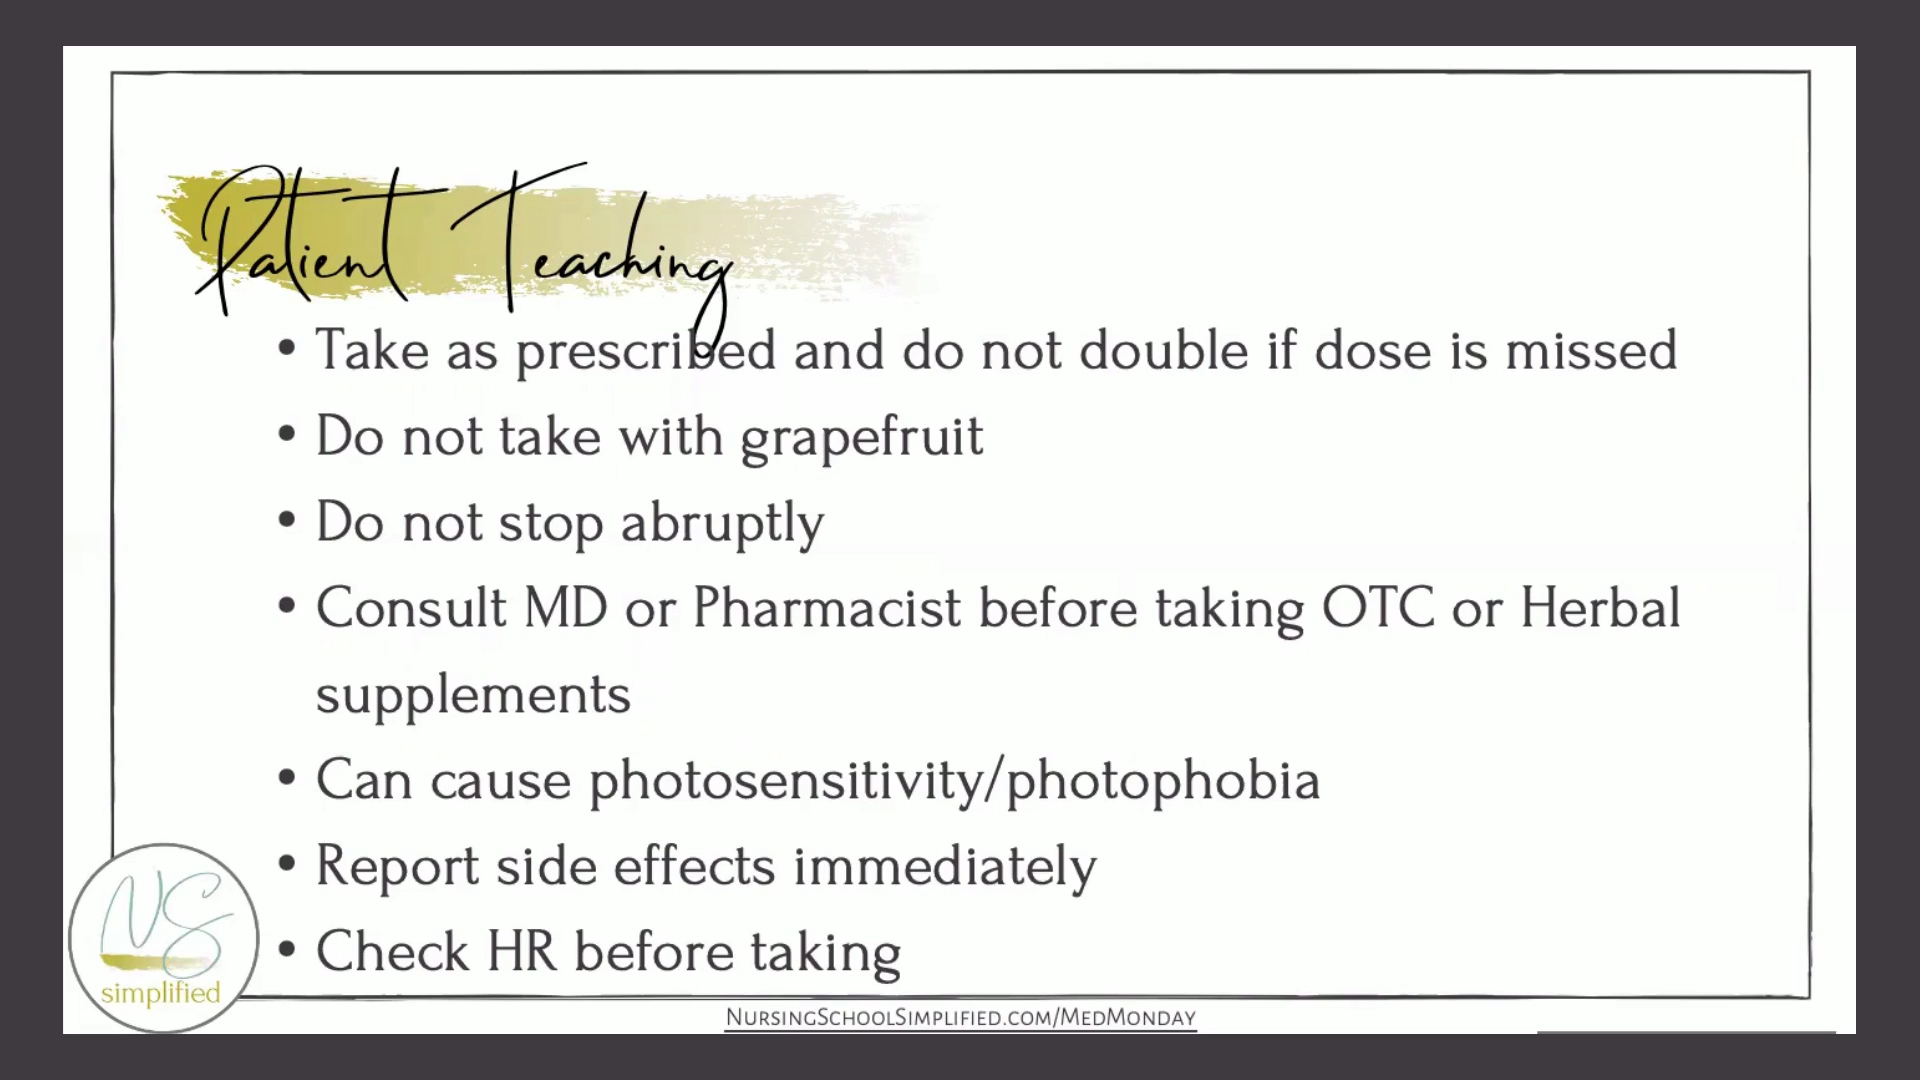 Patient Teaching
• Take as prescribed and do not double if dose is missed
• Do not take with grapefruit
• Do not stop abruptly
• Consult MD or Pharmacist before taking OTC or Herbal
supplements
• Can cause photosensitivity/photophobia
• Report side effects immediately
• Check HR before taking
NS
simplified
NursingSchoolSimplified.com/MedMonday